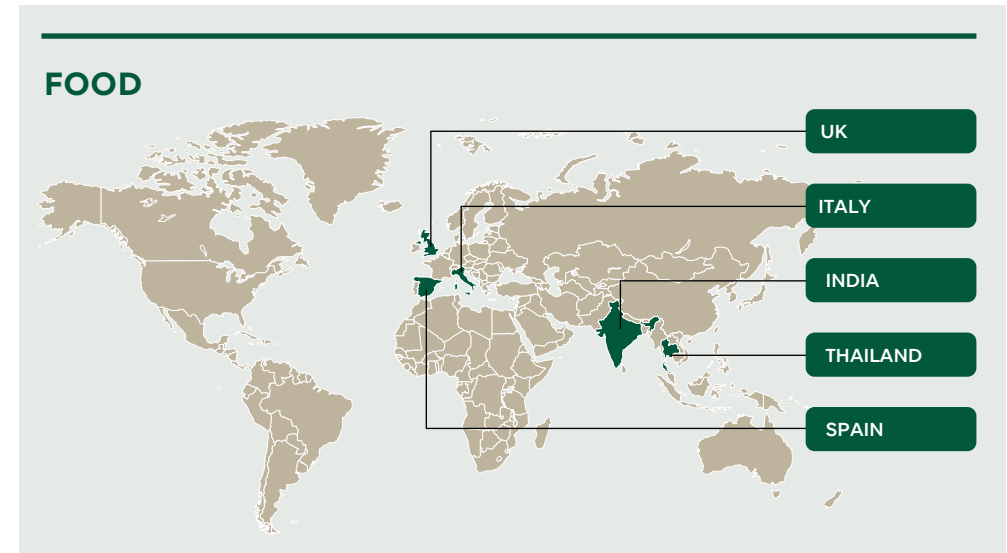 FOOD
UK
ITALY
INDIA
THAILAND
SPAIN